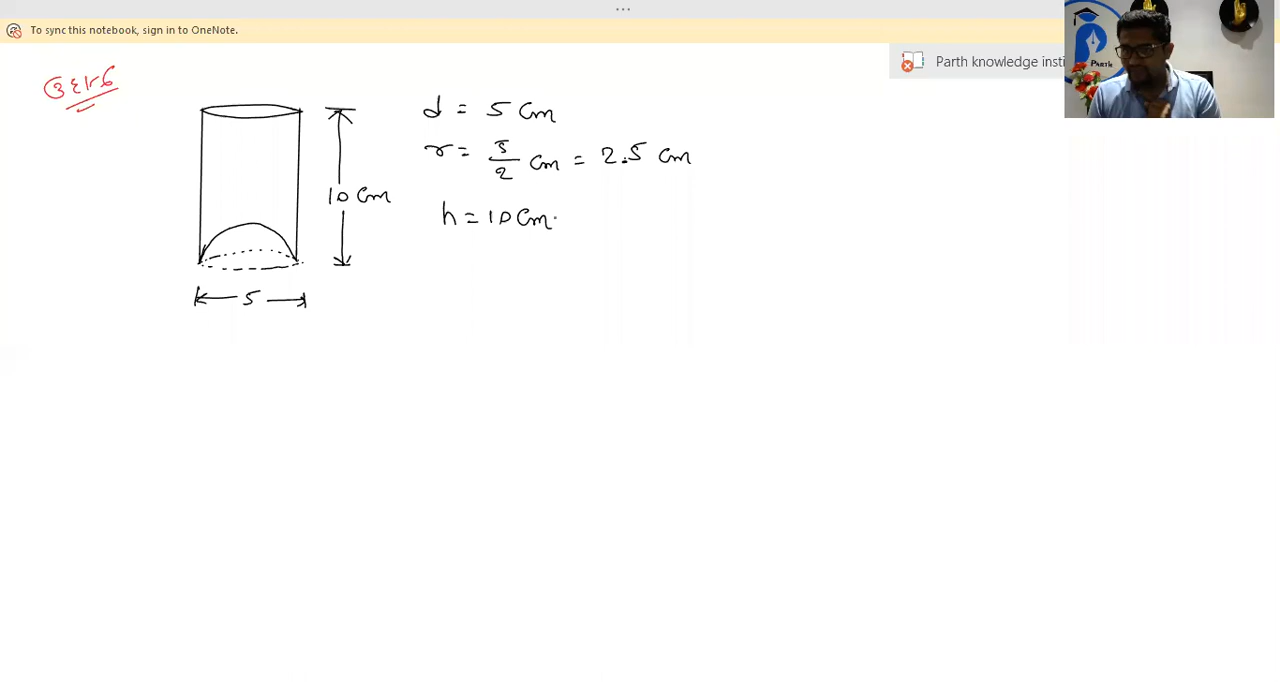 To sync this notebook, sign in to OneNote.
Parth knowledge insti
PARTH
10 Cm
5
d = 5 Cm
r = 5/2 Cm = 2.5 Cm
h = 10 Cm